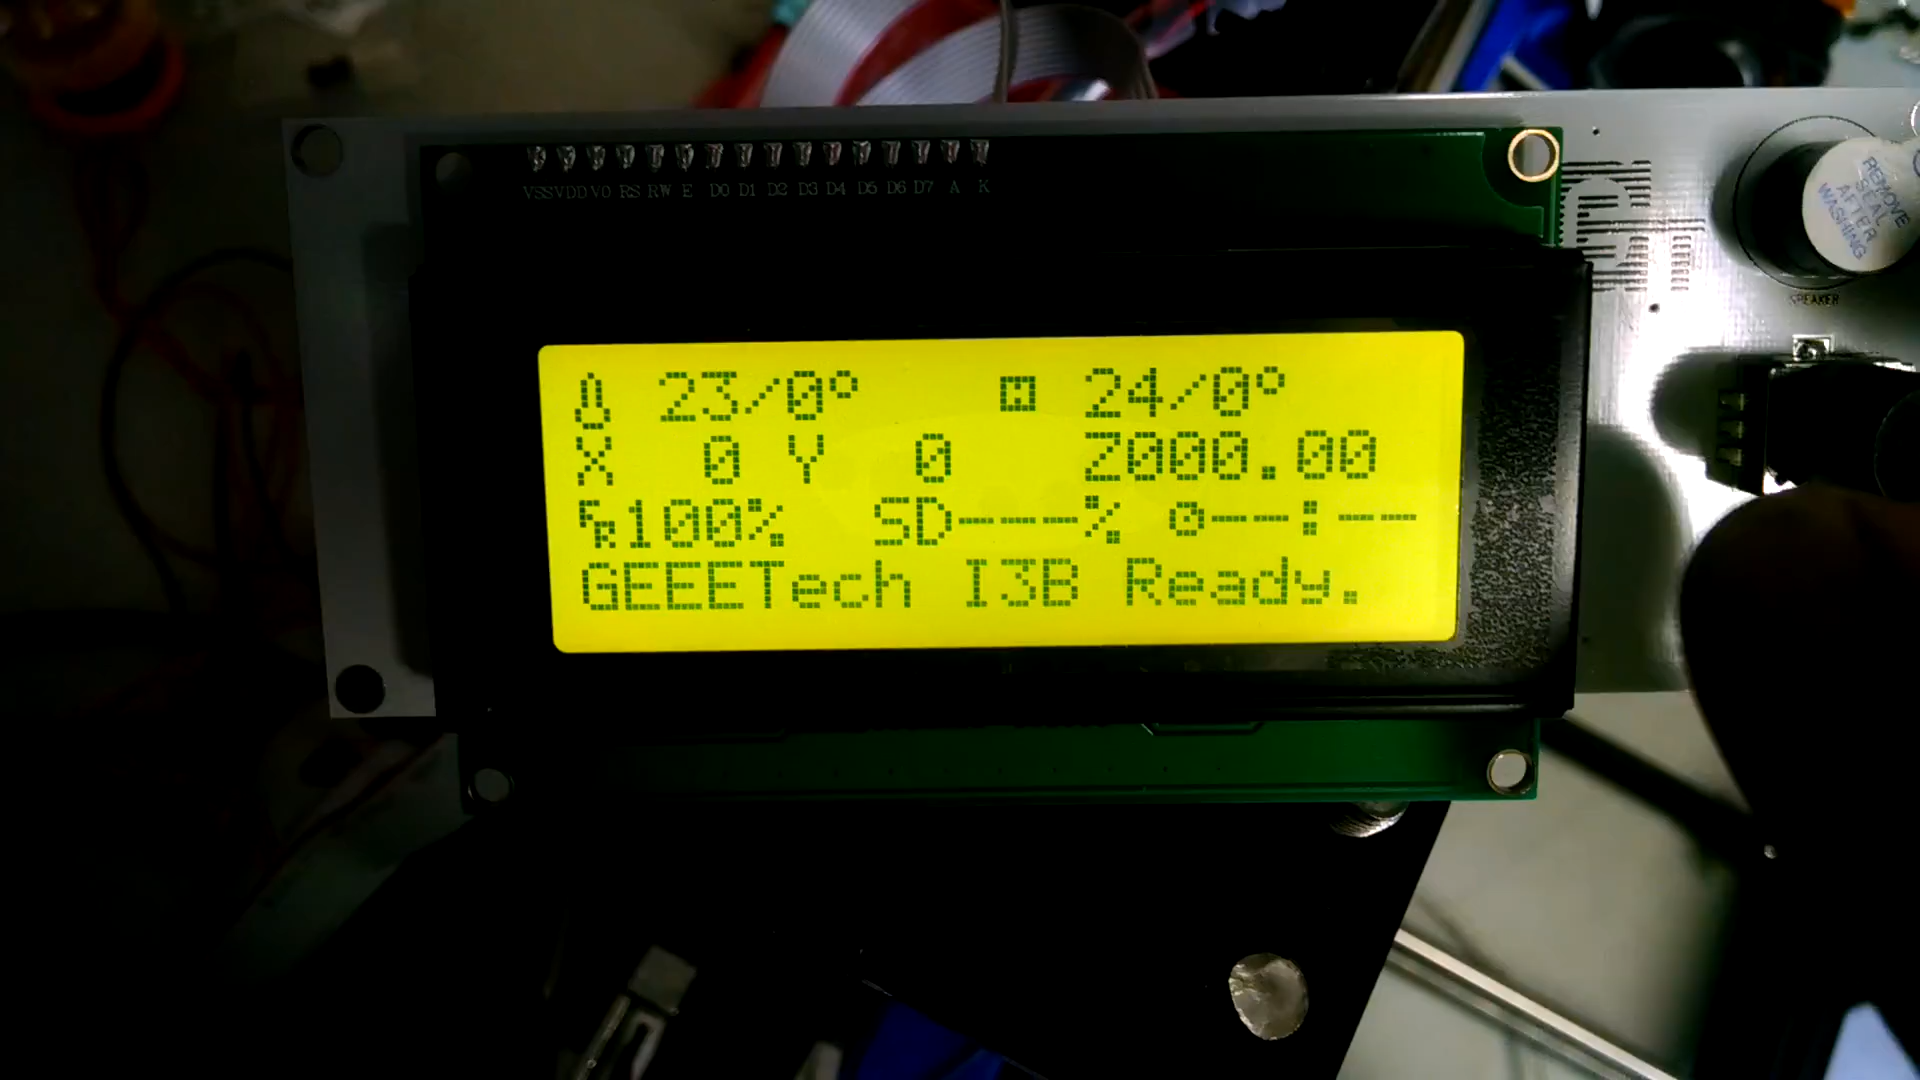 VSS VDD V0 RS RW E D0 D1 D2 D3 D4 D5 D6 D7 A K
REMOVE
SEAL
AFTER
WASHING
SPEAKER
23/0° 24/0°
X 0 Y 0 Z000.00
FR100% SD---% --:--
GEEETech I3B Ready.